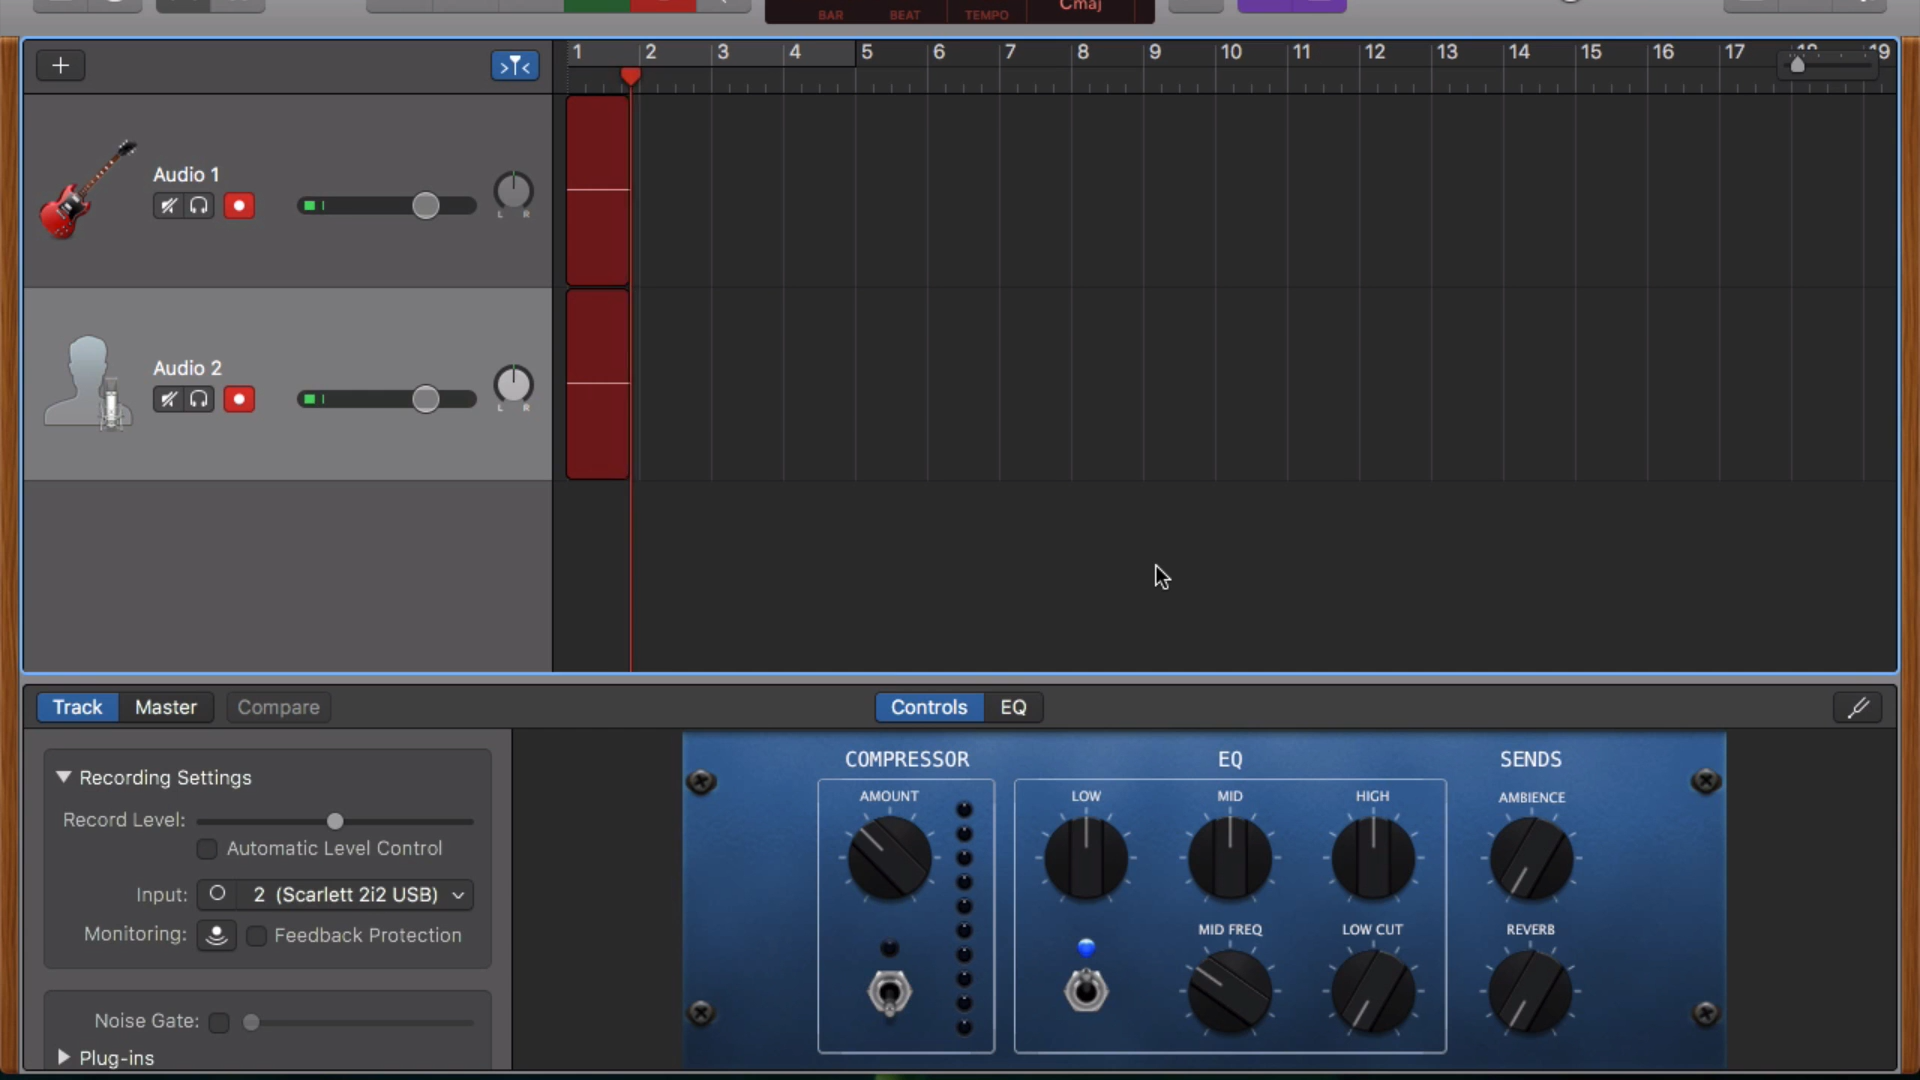 Cmaj
BAR BEAT TEMPO
1 2 3 4 5 6 7 8 9 10 11 12 13 14 15 16 17 18 19
Audio 1
L R
Audio 2
L R
Track Master Compare Controls EQ
COMPRESSOR EQ SENDS
Recording Settings
AMOUNT LOW MID HIGH AMBIENCE
Record Level:
Automatic Level Control
Input: 2 (Scarlett 2i2 USB)
Monitoring: Feedback Protection
MID FREQ LOW CUT REVERB
Noise Gate:
Plug-ins